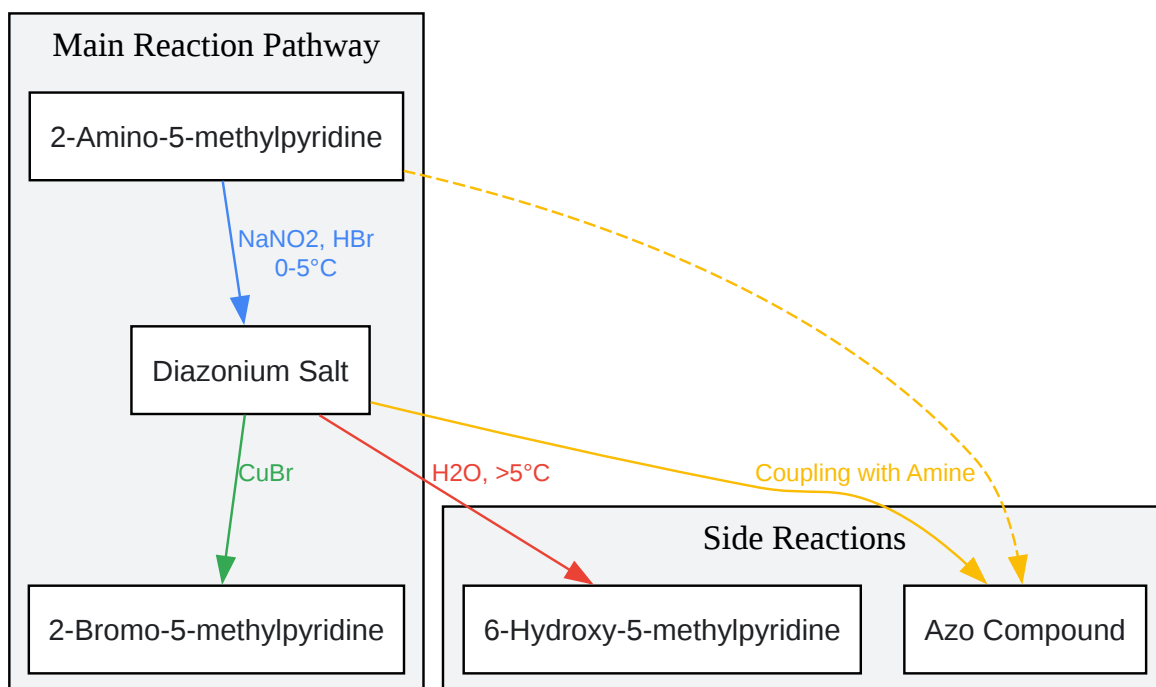 Main Reaction Pathway
2-Amino-5-methylpyridine
NaNO2, HBr
0-5°C
Diazonium Salt
CuBr
H2O, >5°C
Coupling with Amine
Side Reactions
2-Bromo-5-methylpyridine
6-Hydroxy-5-methylpyridine
Azo Compound